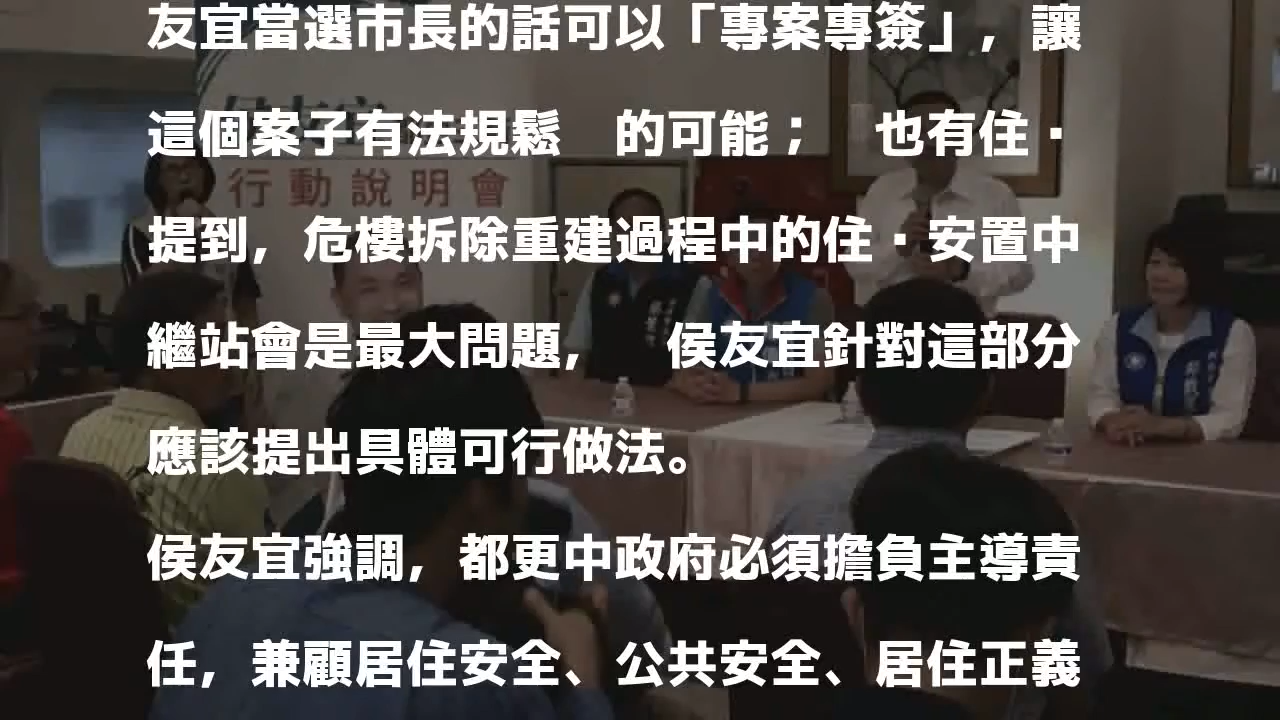 友宜當選市長的話可以「專案專簽」，讓
這個案子有法規鬆　的可能；　也有住·
提到，危樓拆除重建過程中的住·安置中
繼站會是最大問題，　侯友宜針對這部分
應該提出具體可行做法。
侯友宜強調，都更中政府必須擔負主導責
任，兼顧居住安全、公共安全、居住正義
侯友宜
行動說明會